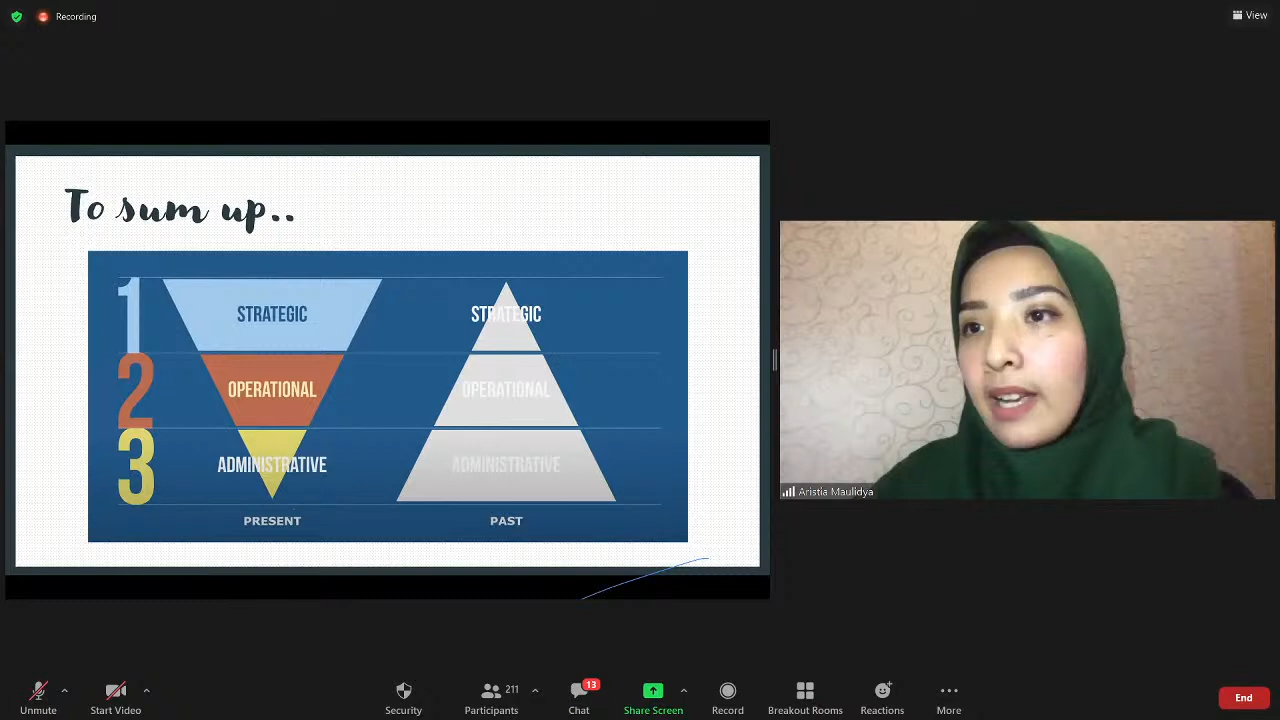 Recording
View
To sum up..
1
STRATEGIC
STRATEGIC
2
OPERATIONAL
OPERATIONAL
3
ADMINISTRATIVE
ADMINISTRATIVE
PRESENT
PAST
Aristia Maulidya
Unmute
Start Video
Security
Participants
211
Chat
13
Share Screen
Record
Breakout Rooms
Reactions
More
End